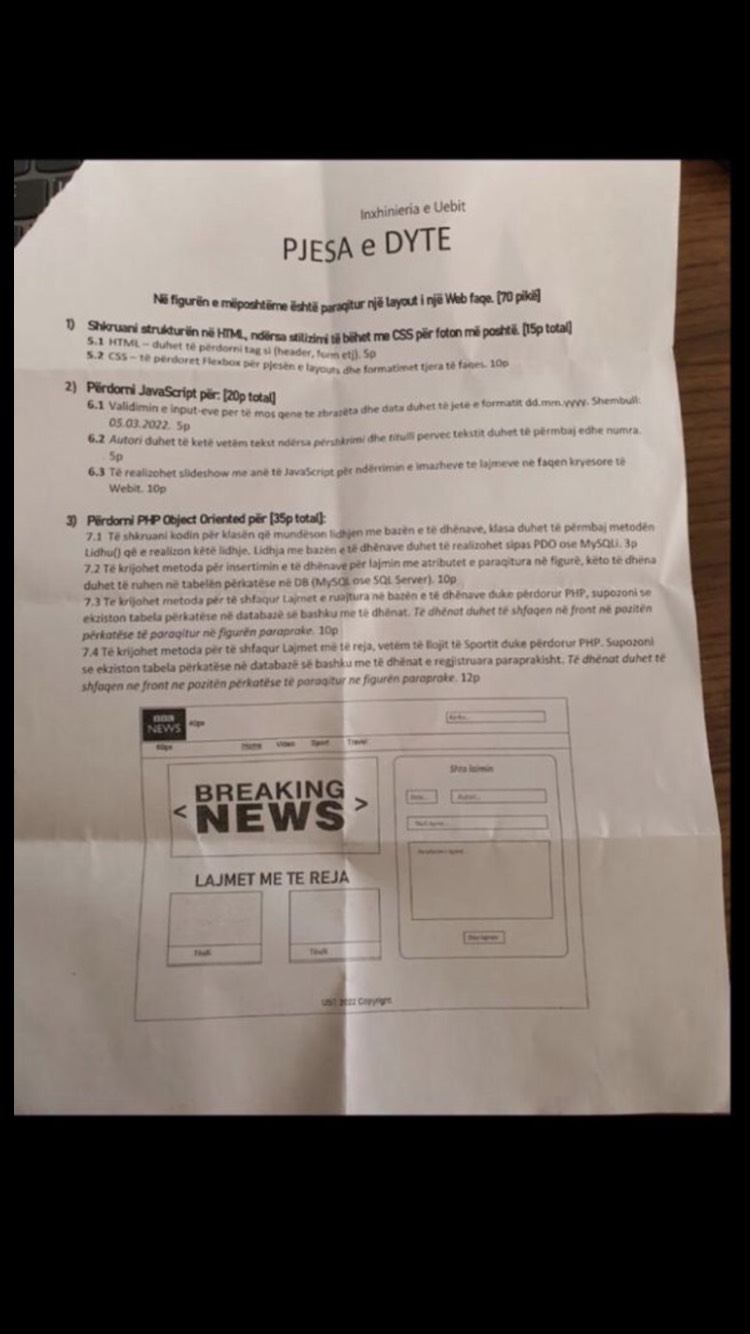 Inxhinieria e Uebit
PJESA e DYTE
Në figurën e mëposhtëme është paraqitur një layout i një Web faqe. [70 pikë]
1) Shkruani strukturën në HTML, ndërsa stilizimi të bëhet me CSS për foton më poshtë. [15p total]
5.1 HTML – duhet të përdorni tag si (header, form etj). 5p
5.2 CSS – të përdoret Flexbox për pjesën e layouts dhe formatimet tjera të faqes. 10p
2) Përdorni JavaScript për: [20p total]
6.1 Validimin e input-eve per të mos qene te zbrazëta dhe data duhet të jetë e formatit dd.mm.yyyy. Shembull:
05.03.2022. 5p
6.2 Autori duhet të ketë vetëm tekst ndërsa përshkrimi dhe titulli pervec tekstit duhet të përmbaj edhe numra.
5p
6.3 Të realizohet slideshow me anë të JavaScript për ndërrimin e imazheve te lajmeve ne faqen kryesore të
Webit. 10p
3) Përdorni PHP Object Oriented për [35p total]:
7.1 Të shkruani kodin për klasën që mundëson lidhjen me bazën e të dhënave, klasa duhet të përmbaj metodën
Lidhu() që e realizon këtë lidhje. Lidhja me bazën e të dhënave duhet të realizohet sipas PDO ose MySQLi. 3p
7.2 Të krijohet metoda për insertimin e të dhënave për lajmin me atributet e paraqitura në figurë, këto të dhëna
duhet të ruhen në tabelën përkatëse në DB (MySQL ose SQL Server). 10p
7.3 Te krijohet metoda për të shfaqur Lajmet e ruajtura në bazën e të dhënave duke përdorur PHP, supozoni se
ekziston tabela përkatëse në databazë së bashku me të dhënat. Të dhënat duhet të shfaqen në front në pozitën
përkatëse të paraqitur në figurën paraprake. 10p
7.4 Të krijohet metoda për të shfaqur Lajmet më të reja, vetëm të llojit të Sportit duke përdorur PHP. Supozoni
se ekziston tabela përkatëse në databazë së bashku me të dhënat e regjistruara paraprakisht. Të dhënat duhet të
shfaqen ne front ne pozitën përkatëse të paraqitur ne figurën paraprake. 12p
BBC
NEWS
40px
60px
Home Video Sport Travel
Shto lajmin
< BREAKING
NEWS >
LAJMET ME TE REJA
Titulli
Titulli
2022 Copyright